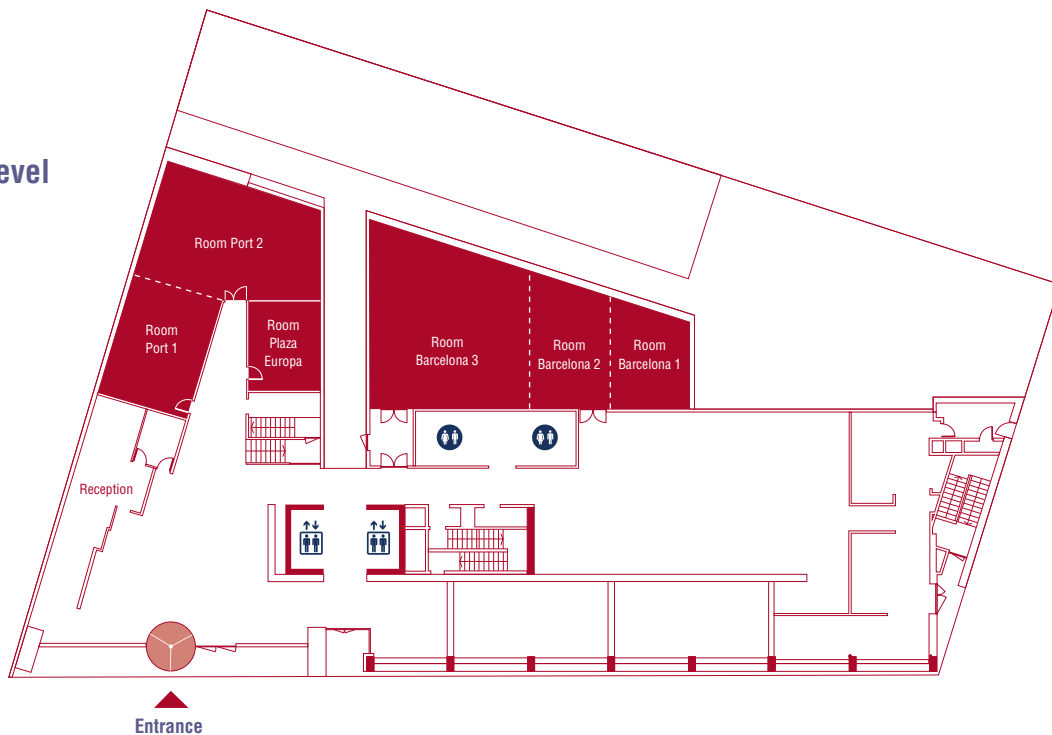 evel
Room Port 2
Room
Port 1
Room
Plaza
Europa
Room
Barcelona 3
Room
Barcelona 2
Room
Barcelona 1
Reception
Entrance